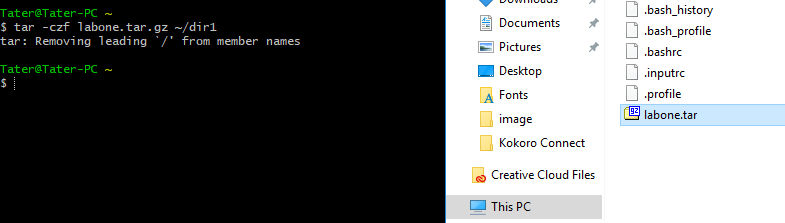 Tater@Tater-PC ~
$ tar -czf labone.tar.gz ~/dir1
tar: Removing leading `/' from member names
Tater@Tater-PC ~
$
Downloads
Documents
Pictures
Desktop
Fonts
image
Kokoro Connect
Creative Cloud Files
This PC
.bash_history
.bash_profile
.bashrc
.inputrc
.profile
labone.tar